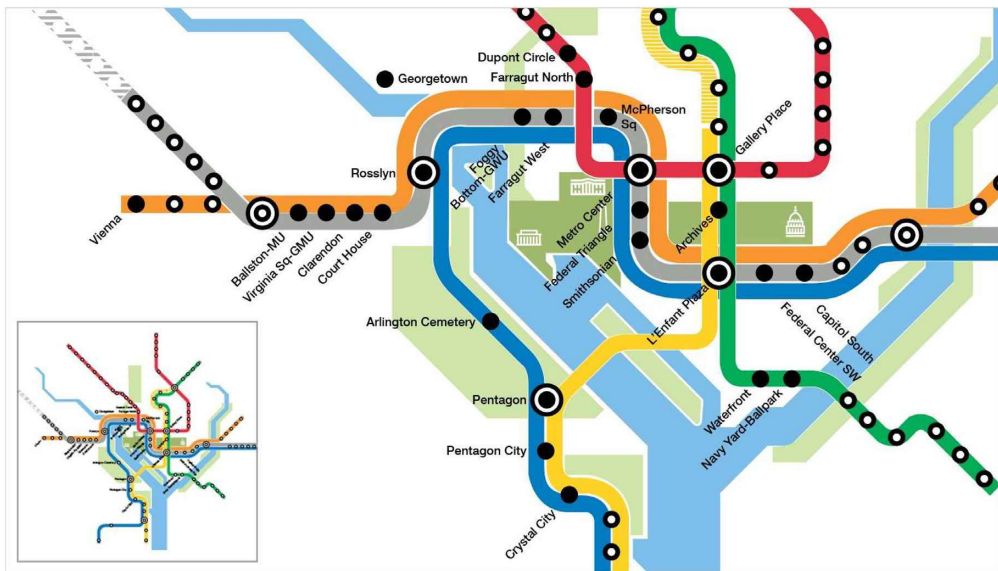 Dupont Circle
Georgetown
Farragut North
McPherson
Sq
Gallery Place
Foggy
Bottom-GWU
Farragut West
Rosslyn
Vienna
Ballston-MU
Virginia Sq-GMU
Clarendon
Court House
Metro Center
Federal Triangle
Smithsonian
Archives
L'Enfant Plaza
Arlington Cemetery
Capitol South
Federal Center SW
Pentagon
Waterfront
Navy Yard-Ballpark
Pentagon City
Crystal City